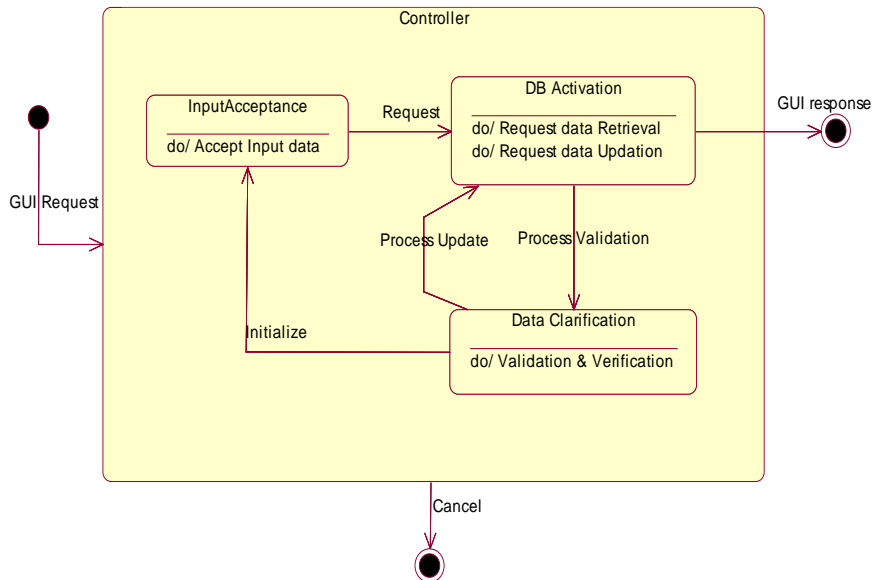 Controller
DB Activation
InputAcceptance
GUI response
Request
do/ Request data Retrieval
do/ Accept Input data
do/ Request data Updation
GUI Request
Process Update
Process Validation
Data Clarification
Initialize
do/ Validation & Verification
Cancel